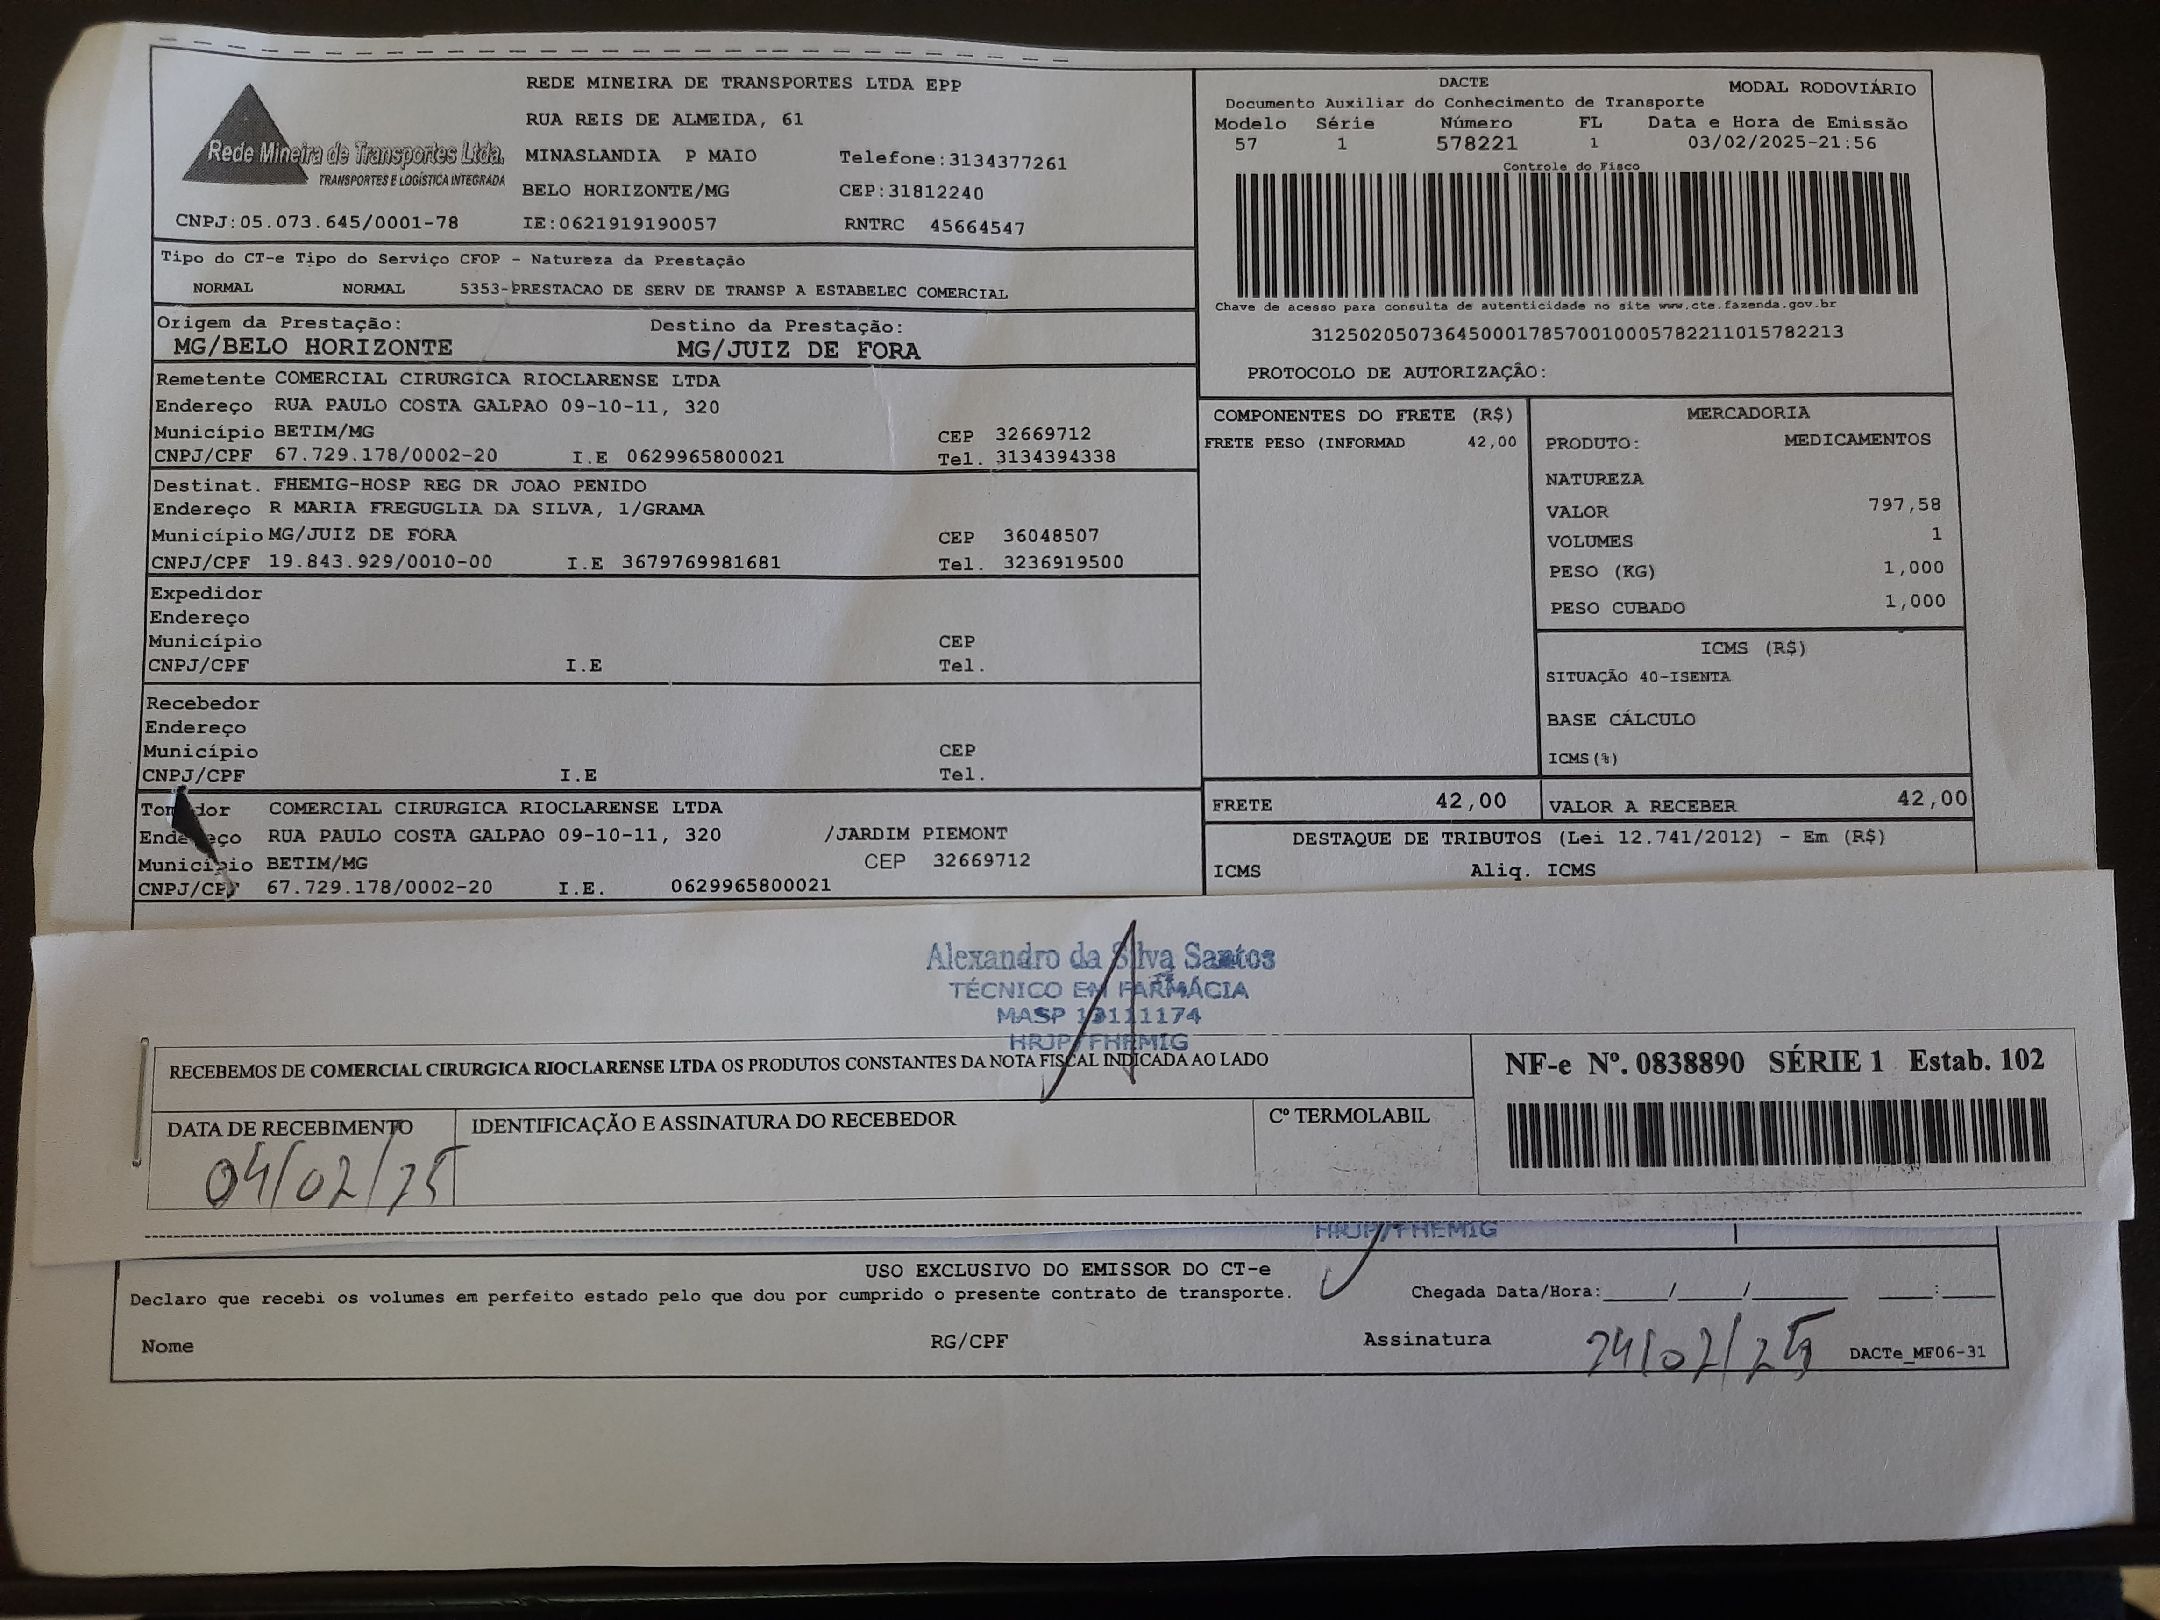 Rede Mineira de Transportes Ltda.
TRANSPORTES E LOGÍSTICA INTEGRADA
REDE MINEIRA DE TRANSPORTES LTDA EPP
RUA REIS DE ALMEIDA, 61
MINASLANDIA P MAIO Telefone:3134377261
BELO HORIZONTE/MG CEP:31812240
CNPJ:05.073.645/0001-78 IE:0621919190057 RNTRC 45664547
DACTE MODAL RODOVIÁRIO
Documento Auxiliar do Conhecimento de Transporte
Modelo Série Número FL Data e Hora de Emissão
57 1 578221 1 03/02/2025-21:56
Controle do Fisco
Chave de acesso para consulta de autenticidade no site www.cte.fazenda.gov.br
31250205073645000178570010005782211015782213
PROTOCOLO DE AUTORIZAÇÃO:
Tipo do CT-e Tipo do Serviço CFOP - Natureza da Prestação
NORMAL NORMAL 5353-PRESTACAO DE SERV DE TRANSP A ESTABELEC COMERCIAL
Origem da Prestação: Destino da Prestação:
MG/BELO HORIZONTE MG/JUIZ DE FORA
Remetente COMERCIAL CIRURGICA RIOCLARENSE LTDA
Endereço RUA PAULO COSTA GALPAO 09-10-11, 320
Município BETIM/MG CEP 32669712
CNPJ/CPF 67.729.178/0002-20 I.E 0629965800021 Tel. 3134394338
Destinat. FHEMIG-HOSP REG DR JOAO PENIDO
Endereço R MARIA FREGUGLIA DA SILVA, 1/GRAMA
Município MG/JUIZ DE FORA CEP 36048507
CNPJ/CPF 19.843.929/0010-00 I.E 3679769981681 Tel. 3236919500
Expedidor
Endereço
Município CEP
CNPJ/CPF I.E Tel.
Recebedor
Endereço
Município CEP
CNPJ/CPF I.E Tel.
COMERCIAL CIRURGICA RIOCLARENSE LTDA
RUA PAULO COSTA GALPAO 09-10-11, 320 /JARDIM PIEMONT
Município BETIM/MG CEP 32669712
CNPJ/CPF 67.729.178/0002-20 I.E. 0629965800021
COMPONENTES DO FRETE (R$)
FRETE PESO (INFORMAD 42,00
MERCADORIA
PRODUTO: MEDICAMENTOS
NATUREZA
VALOR 797,58
VOLUMES 1
PESO (KG) 1,000
PESO CUBADO 1,000
ICMS (R$)
SITUAÇÃO 40-ISENTA
BASE CÁLCULO
ICMS(%)
FRETE 42,00 VALOR A RECEBER 42,00
DESTAQUE DE TRIBUTOS (Lei 12.741/2012) - Em (R$)
ICMS Aliq. ICMS
Alexandro da Silva Santos
TÉCNICO EM FARMÁCIA
MASP 13111174
HRJP/FHEMIG
RECEBEMOS DE COMERCIAL CIRURGICA RIOCLARENSE LTDA OS PRODUTOS CONSTANTES DA NOTA FISCAL INDICADA AO LADO
NF-e Nº. 0838890 SÉRIE 1 Estab. 102
DATA DE RECEBIMENTO IDENTIFICAÇÃO E ASSINATURA DO RECEBEDOR Cº TERMOLABIL
04/02/25
HRJP/FHEMIG
USO EXCLUSIVO DO EMISSOR DO CT-e
Declaro que recebi os volumes em perfeito estado pelo que dou por cumprido o presente contrato de transporte. Chegada Data/Hora:_____/_____/________ ____:____
Nome RG/CPF Assinatura 24/02/25 DACTe_MF06-31